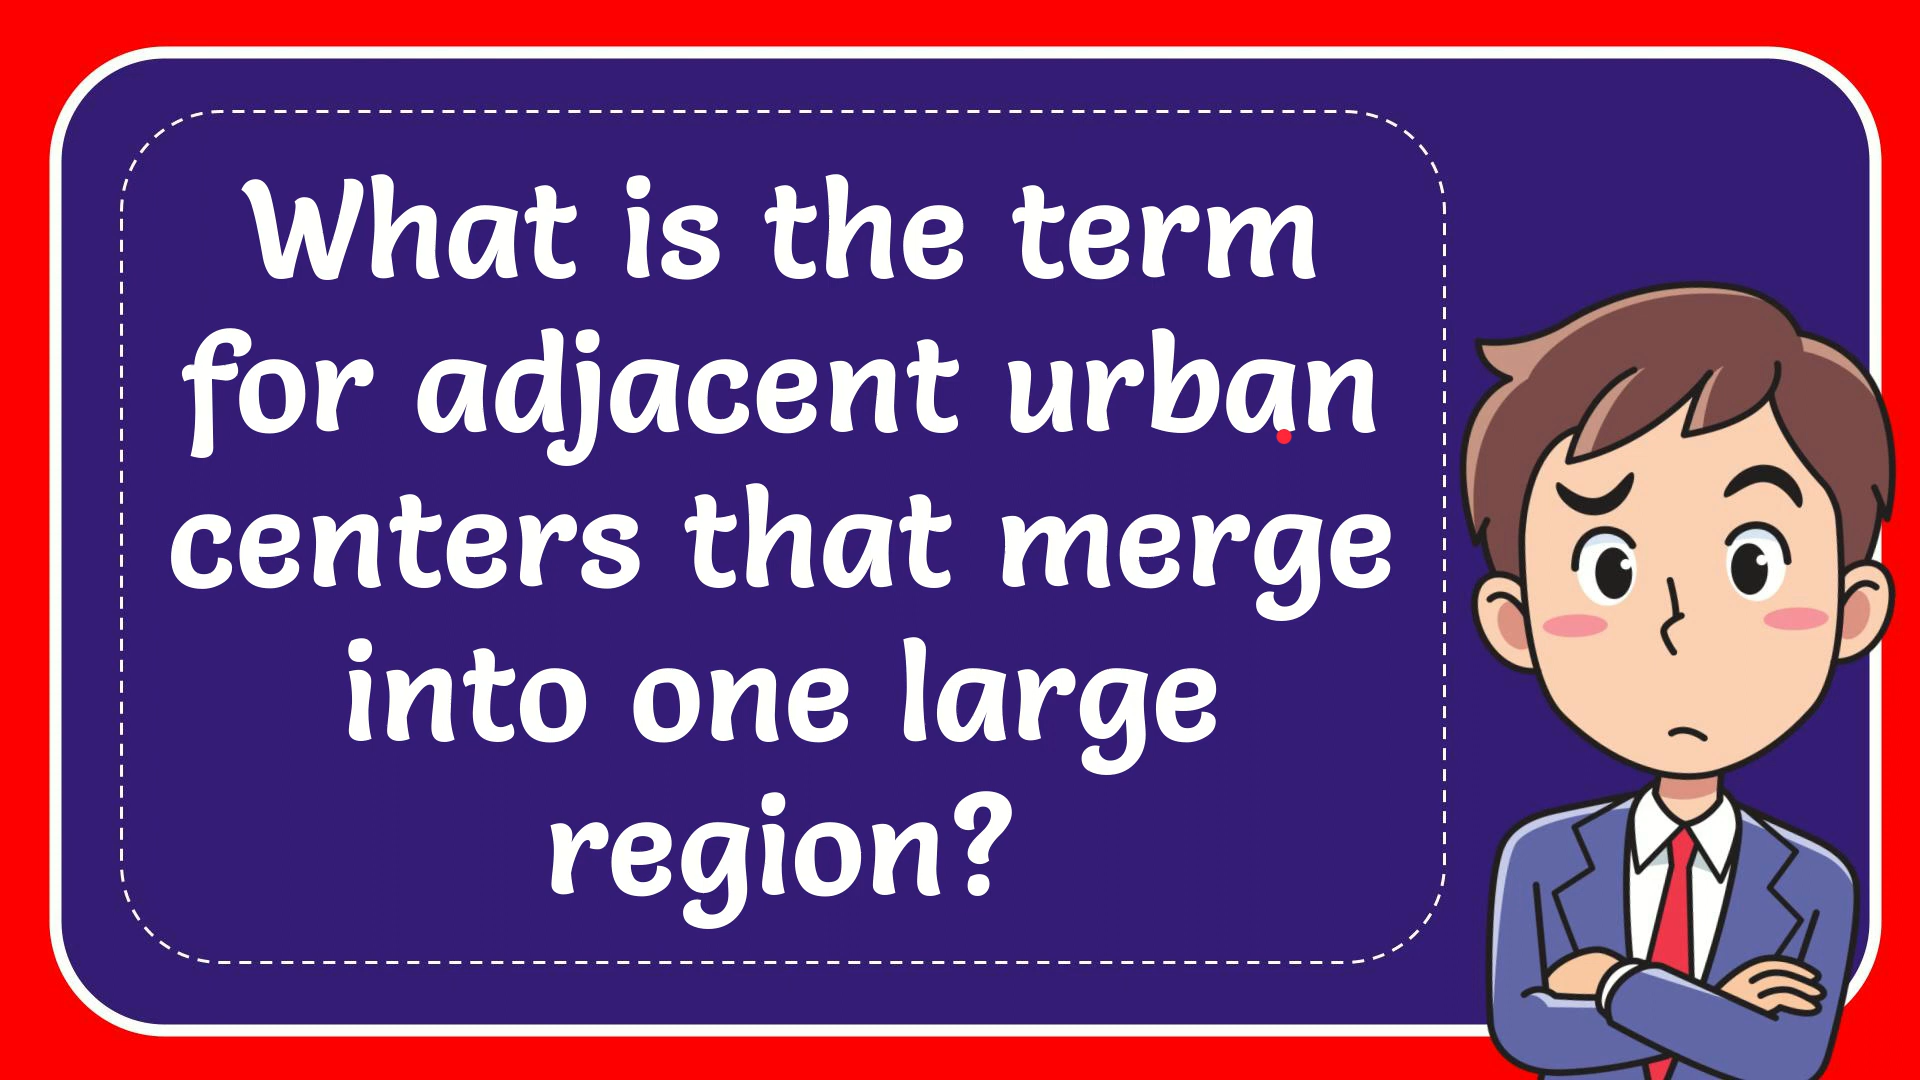 What is the term
for adjacent urban
centers that merge
into one large
region?